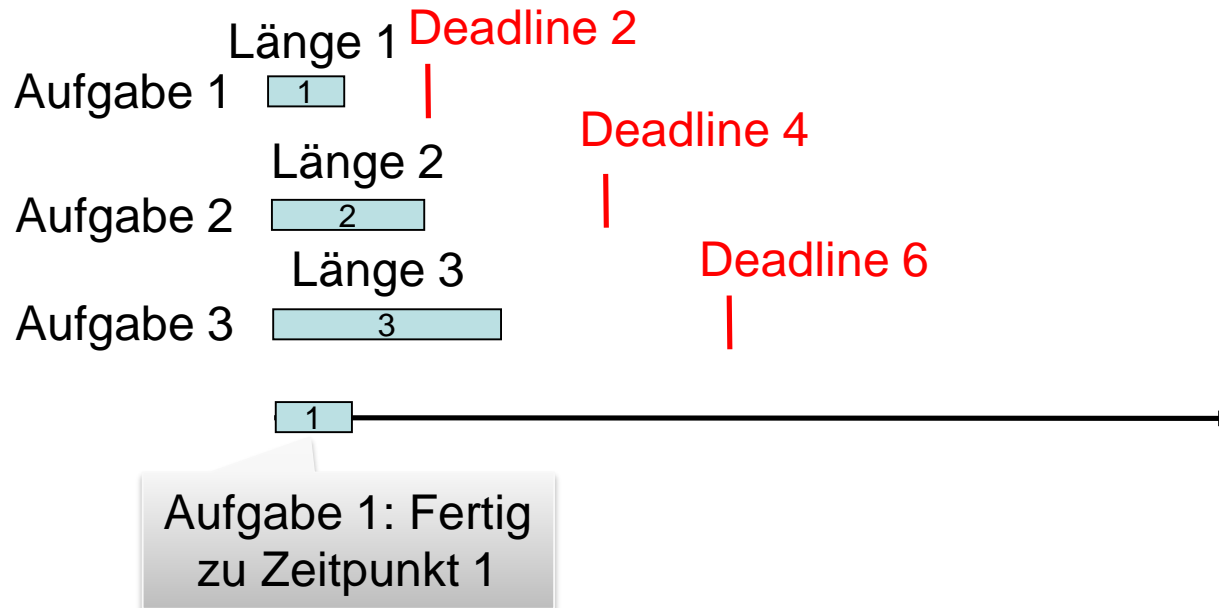 Länge 1
Deadline 2
Aufgabe 1
1
Deadline 4
Länge 2
Aufgabe 2
2
Deadline 6
Länge 3
Aufgabe 3
3
1
Aufgabe 1: Fertig
zu Zeitpunkt 1